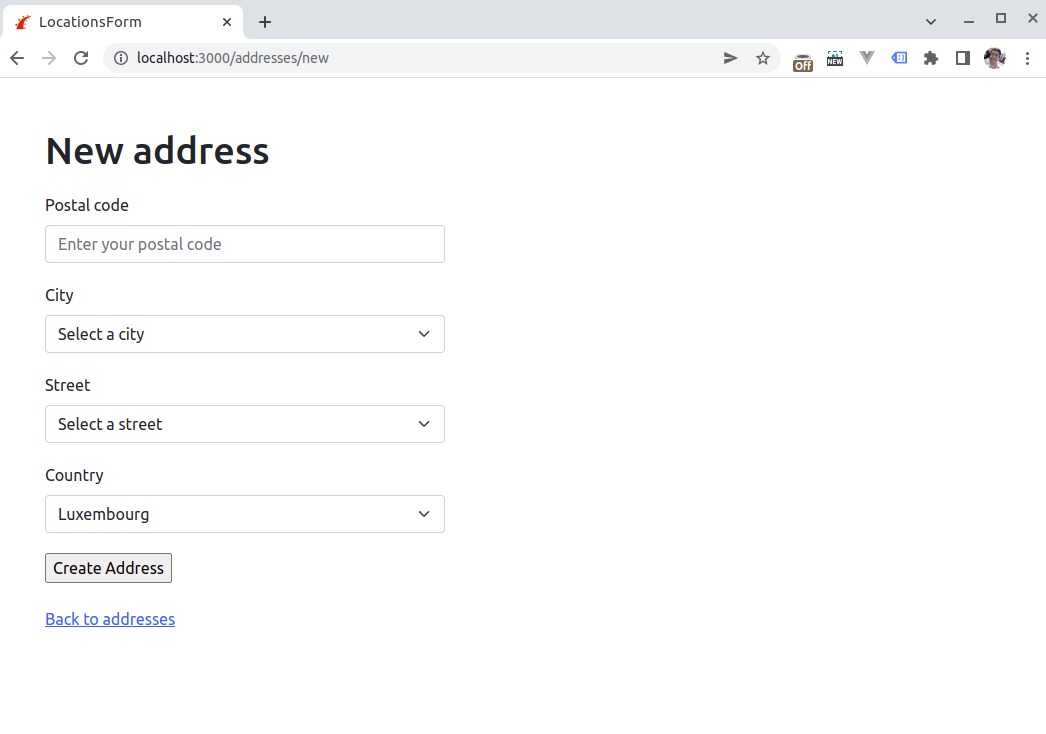 LocationsForm
localhost:3000/addresses/new
Off
NEW
New address
Postal code
Enter your postal code
City
Select a city
Street
Select a street
Country
Luxembourg
Create Address
Back to addresses